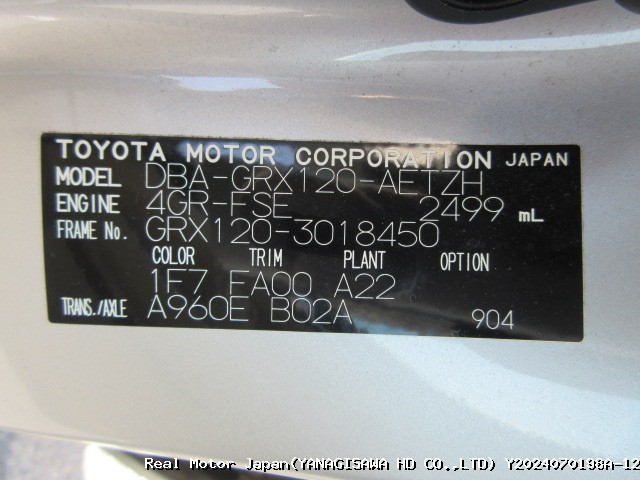 TOYOTA MOTOR CORPORATION JAPAN
MODEL DBA-GRX120-AETZH
ENGINE 4GR-FSE 2499 mL
FRAME No. GRX120-3018450
COLOR TRIM PLANT OPTION
1F7 FA00 A22
TRANS./AXLE A960E B02A 904
Real Motor Japan(YANAGISAWA HD CO.,LTD) Y2024070198A-12